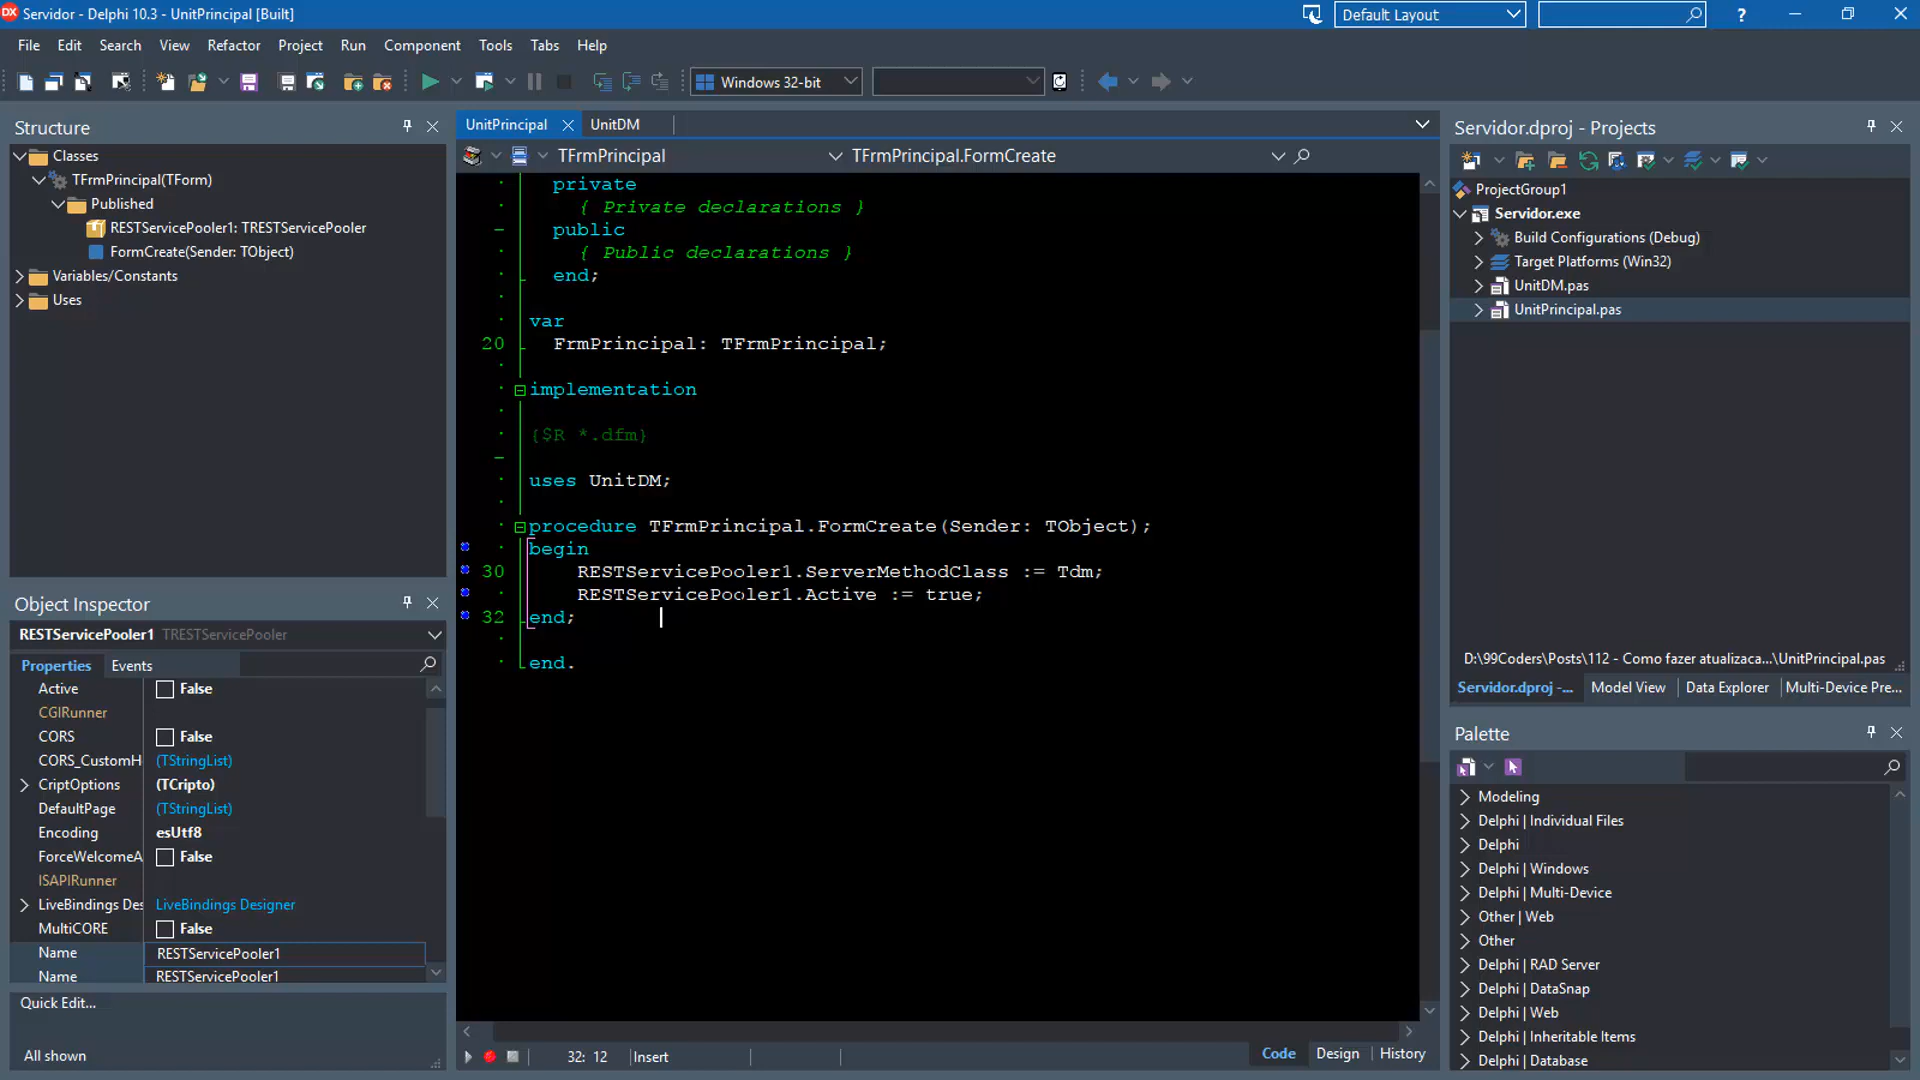 Servidor - Delphi 10.3 - UnitPrincipal [Built]
Default Layout
File Edit Search View Refactor Project Run Component Tools Tabs Help
Windows 32-bit
Structure
Classes
TFrmPrincipal(TForm)
Published
RESTServicePooler1: TRESTServicePooler
FormCreate(Sender: TObject)
Variables/Constants
Uses
Object Inspector
RESTServicePooler1 TRESTServicePooler
Properties Events
Active False
CGIRunner
CORS False
CORS_CustomH (TStringList)
CriptOptions (TCripto)
DefaultPage (TStringList)
Encoding esUtf8
ForceWelcomeA False
ISAPIRunner
LiveBindings Des LiveBindings Designer
MultiCORE False
Name RESTServicePooler1
Name RESTServicePooler1
Quick Edit...
All shown
UnitPrincipal UnitDM
TFrmPrincipal TFrmPrincipal.FormCreate
private
{ Private declarations }
public
{ Public declarations }
end;
var
20 FrmPrincipal: TFrmPrincipal;
implementation
{$R *.dfm}
uses UnitDM;
procedure TFrmPrincipal.FormCreate(Sender: TObject);
begin
30 RESTServicePooler1.ServerMethodClass := Tdm;
RESTServicePooler1.Active := true;
32 end;
end.
32: 12 Insert
Code Design History
Servidor.dproj - Projects
ProjectGroup1
Servidor.exe
Build Configurations (Debug)
Target Platforms (Win32)
UnitDM.pas
UnitPrincipal.pas
D:\99Coders\Posts\112 - Como fazer atualizaca...\UnitPrincipal.pas
Servidor.dproj -... Model View Data Explorer Multi-Device Pre...
Palette
Modeling
Delphi | Individual Files
Delphi
Delphi | Windows
Delphi | Multi-Device
Other | Web
Other
Delphi | RAD Server
Delphi | DataSnap
Delphi | Web
Delphi | Inheritable Items
Delphi | Database